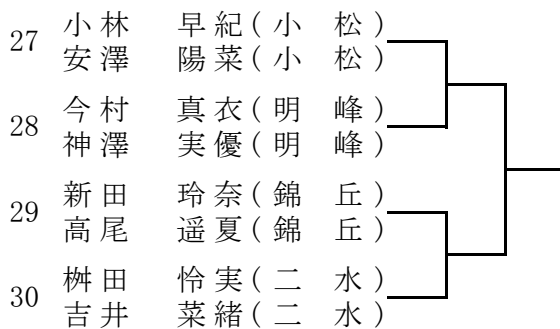 27 小林 早紀(小 松)
安澤 陽菜(小 松)
28 今村 真衣(明 峰)
神澤 実優(明 峰)
29 新田 玲奈(錦 丘)
高尾 遥夏(錦 丘)
30 桝田 怜実(二 水)
吉井 菜緒(二 水)